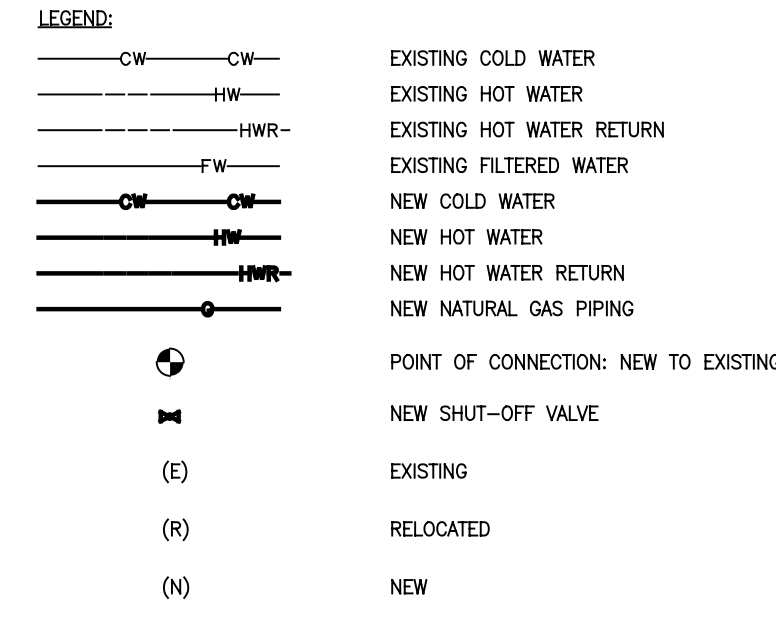 LEGEND:
CW CW EXISTING COLD WATER
HW EXISTING HOT WATER
HWR EXISTING HOT WATER RETURN
FW EXISTING FILTERED WATER
CW CW NEW COLD WATER
HW NEW HOT WATER
HWR NEW HOT WATER RETURN
G NEW NATURAL GAS PIPING
POINT OF CONNECTION: NEW TO EXISTING
NEW SHUT-OFF VALVE
(E) EXISTING
(R) RELOCATED
(N) NEW